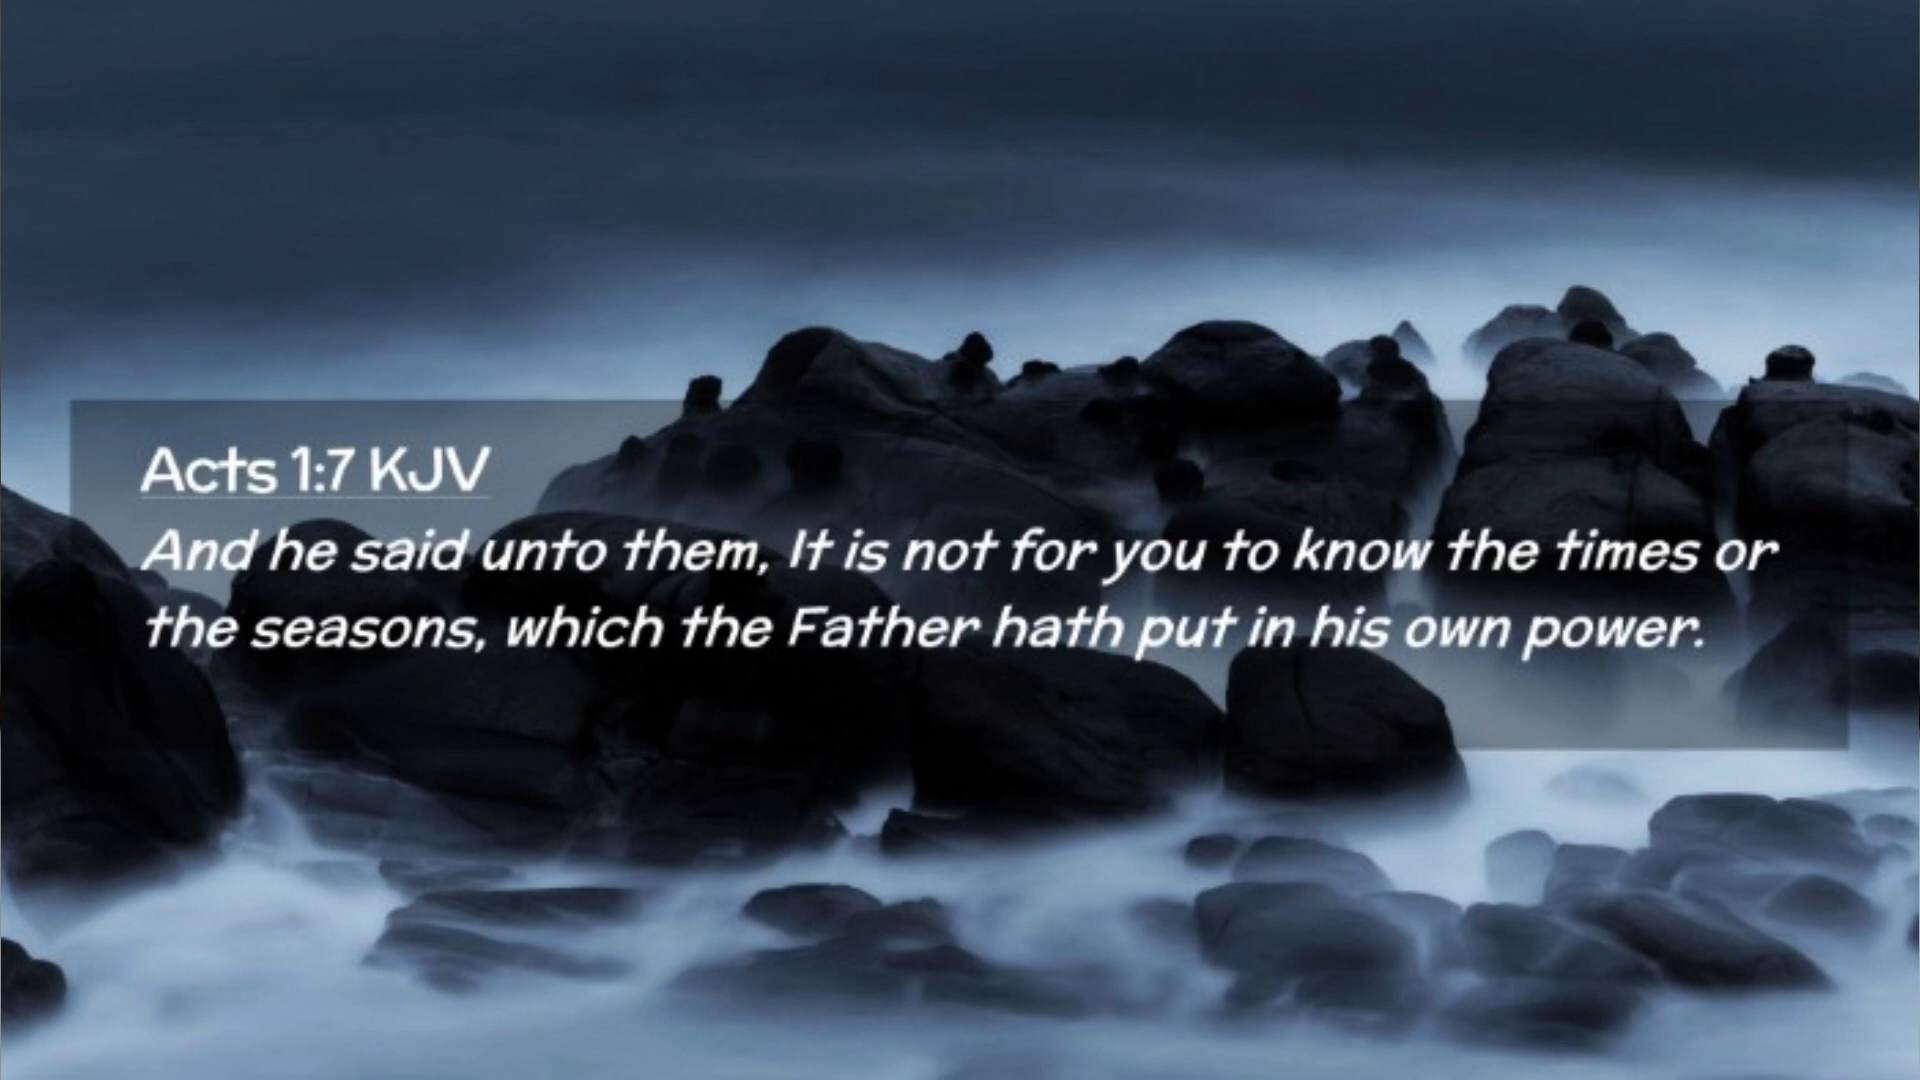 Acts 1:7 KJV
And he said unto them, It is not for you to know the times or
the seasons, which the Father hath put in his own power.